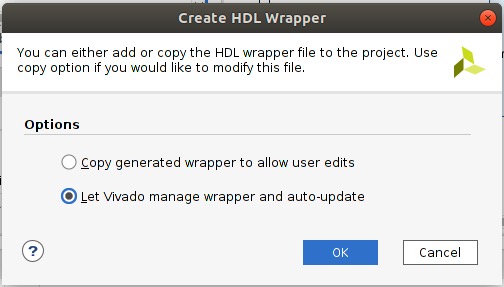 Create HDL Wrapper
You can either add or copy the HDL wrapper file to the project. Use
copy option if you would like to modify this file.
Options
Copy generated wrapper to allow user edits
Let Vivado manage wrapper and auto-update
?
OK
Cancel